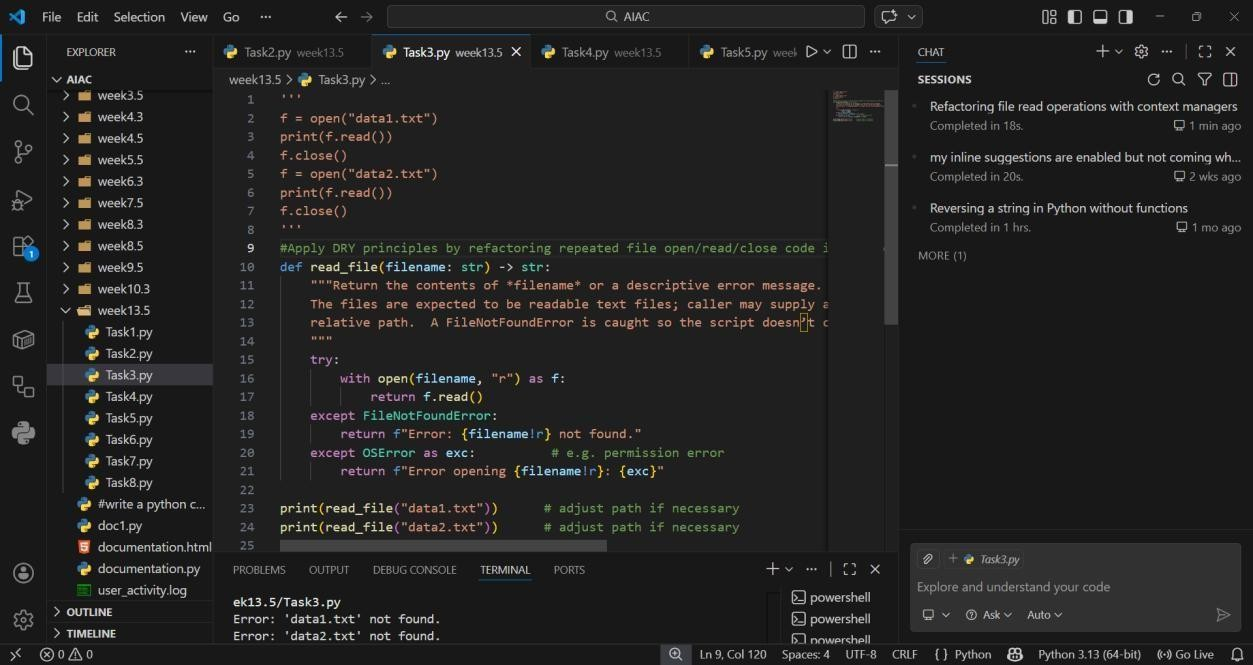 File Edit Selection View Go ··· AIAC
EXPLORER ···
AIAC
week3.5
week4.3
week4.5
week5.5
week6.3
week7.5
week8.3
week8.5
week9.5
week10.3
week13.5
Task1.py
Task2.py
Task3.py
Task4.py
Task5.py
Task6.py
Task7.py
Task8.py
#write a python c...
doc1.py
documentation.html
documentation.py
user_activity.log
OUTLINE
TIMELINE
1
Task2.py week13.5 Task3.py week13.5 Task4.py week13.5 Task5.py week
week13.5 > Task3.py > ...
1 '''
2 f = open("data1.txt")
3 print(f.read())
4 f.close()
5 f = open("data2.txt")
6 print(f.read())
7 f.close()
8 '''
9 #Apply DRY principles by refactoring repeated file open/read/close code i
10 def read_file(filename: str) -> str:
11 """Return the contents of *filename* or a descriptive error message.
12 The files are expected to be readable text files; caller may supply a
13 relative path. A FileNotFoundError is caught so the script doesn’t c
14 """
15 try:
16 with open(filename, "r") as f:
17 return f.read()
18 except FileNotFoundError:
19 return f"Error: {filename!r} not found."
20 except OSError as exc: # e.g. permission error
21 return f"Error opening {filename!r}: {exc}"
22
23 print(read_file("data1.txt")) # adjust path if necessary
24 print(read_file("data2.txt")) # adjust path if necessary
25
PROBLEMS OUTPUT DEBUG CONSOLE TERMINAL PORTS
ek13.5/Task3.py
Error: 'data1.txt' not found.
Error: 'data2.txt' not found.
powershell
powershell
powershell
CHAT
SESSIONS
Refactoring file read operations with context managers
Completed in 18s. 1 min ago
my inline suggestions are enabled but not coming wh...
Completed in 20s. 2 wks ago
Reversing a string in Python without functions
Completed in 1 hrs. 1 mo ago
MORE (1)
Task3.py
Explore and understand your code
Ask Auto
0 0 Ln 9, Col 120 Spaces: 4 UTF-8 CRLF { } Python Python 3.13 (64-bit) Go Live